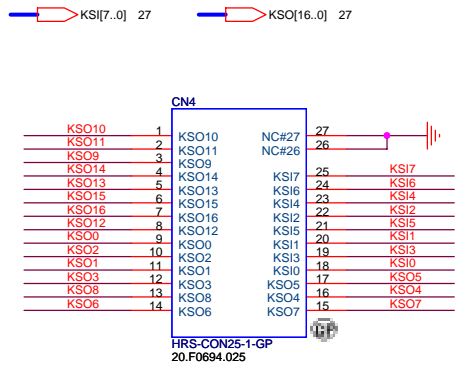 KSI[7..0] 27 KSO[16..0] 27
CN4
KSO10 1 KSO10 NC#27 27
KSO11 2 KSO11 NC#26 26
KSO9 3 KSO9
KSO14 4 KSO14 KSI7 25 KSI7
KSO13 5 KSO13 KSI6 24 KSI6
KSO15 6 KSO15 KSI4 23 KSI4
KSO16 7 KSO16 KSI2 22 KSI2
KSO12 8 KSO12 KSI5 21 KSI5
KSO0 9 KSO0 KSI1 20 KSI1
KSO2 10 KSO2 KSI3 19 KSI3
KSO1 11 KSO1 KSI0 18 KSI0
KSO3 12 KSO3 KSO5 17 KSO5
KSO8 13 KSO8 KSO4 16 KSO4
KSO6 14 KSO6 KSO7 15 KSO7
GP
HRS-CON25-1-GP
20.F0694.025